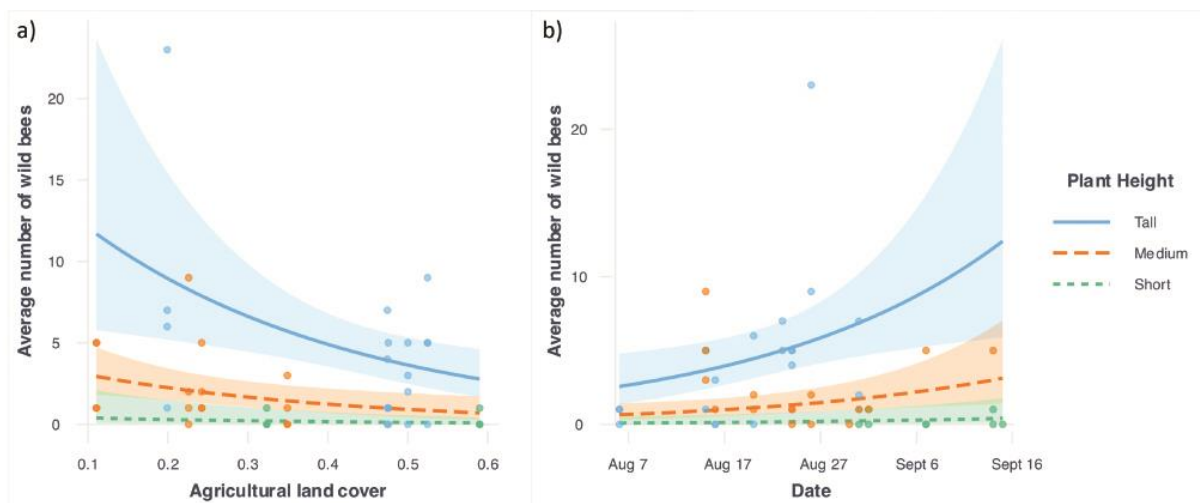 a)
Average number of wild bees
20
15
10
5
0
0.1 0.2 0.3 0.4 0.5 0.6
Agricultural land cover
b)
Average number of wild bees
20
10
0
Aug 7 Aug 17 Aug 27 Sept 6 Sept 16
Date
Plant Height
Tall
Medium
Short